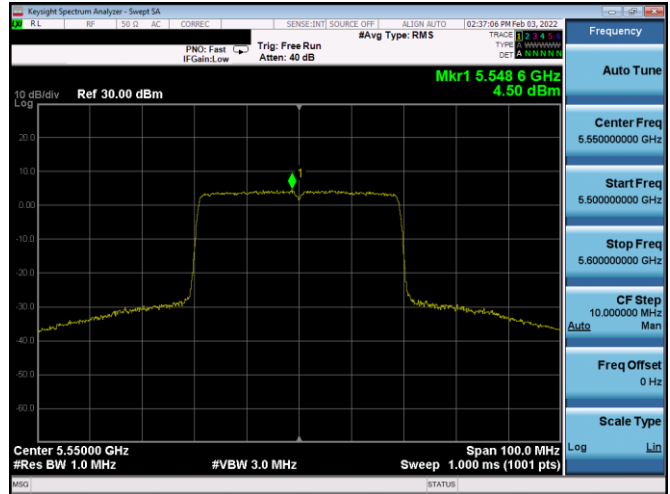 Keysight Spectrum Analyzer - Swept SA
LXI RL RF 50 Ω AC CORREC SENSE:INT SOURCE OFF ALIGN AUTO 02:37:06 PM Feb 03, 2022
#Avg Type: RMS
TRACE 1 2 3 4 5 6
PNO: Fast Trig: Free Run
TYPE A WWWWW
IFGain:Low Atten: 40 dB
DET A N N N N N
Mkr1 5.548 6 GHz
4.50 dBm
10 dB/div Ref 30.00 dBm
Log
20.0
10.0
1
0.00
-10.0
-20.0
-30.0
-40.0
-50.0
-60.0
Center 5.55000 GHz Span 100.0 MHz
#Res BW 1.0 MHz #VBW 3.0 MHz Sweep 1.000 ms (1001 pts)
MSG STATUS
Frequency
Auto Tune
Center Freq
5.550000000 GHz
Start Freq
5.500000000 GHz
Stop Freq
5.600000000 GHz
CF Step
10.000000 MHz
Auto Man
Freq Offset
0 Hz
Scale Type
Log Lin